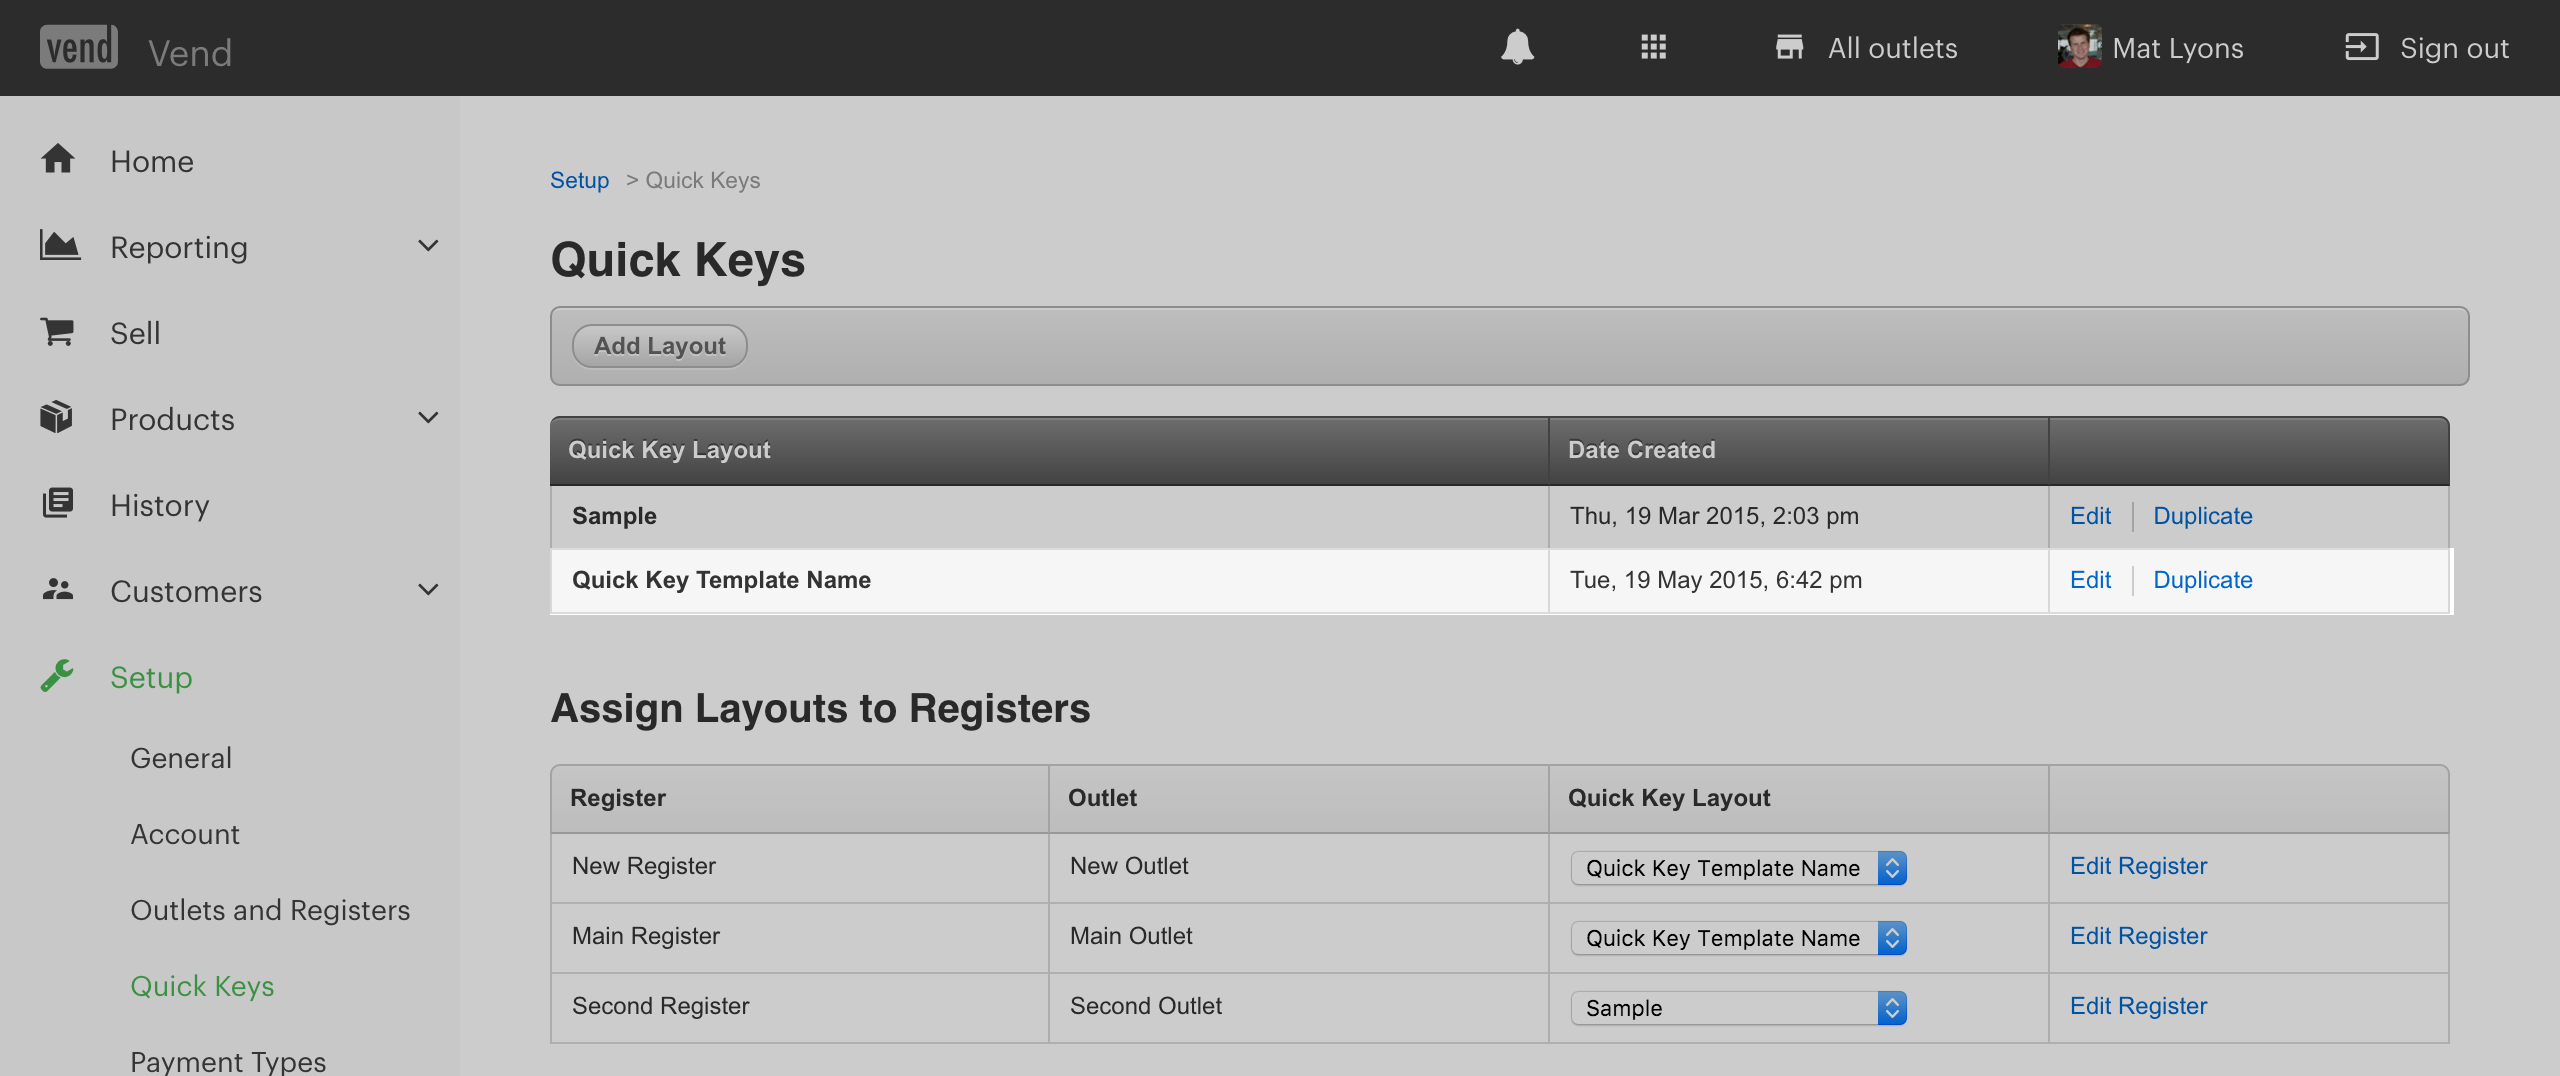 vend Vend All outlets Mat Lyons Sign out
Home
Reporting
Sell
Products
History
Customers
Setup
General
Account
Outlets and Registers
Quick Keys
Payment Types
Setup > Quick Keys
Quick Keys
Add Layout
Quick Key Layout Date Created
Sample Thu, 19 Mar 2015, 2:03 pm Edit Duplicate
Quick Key Template Name Tue, 19 May 2015, 6:42 pm Edit Duplicate
Assign Layouts to Registers
Register Outlet Quick Key Layout
New Register New Outlet Quick Key Template Name Edit Register
Main Register Main Outlet Quick Key Template Name Edit Register
Second Register Second Outlet Sample Edit Register